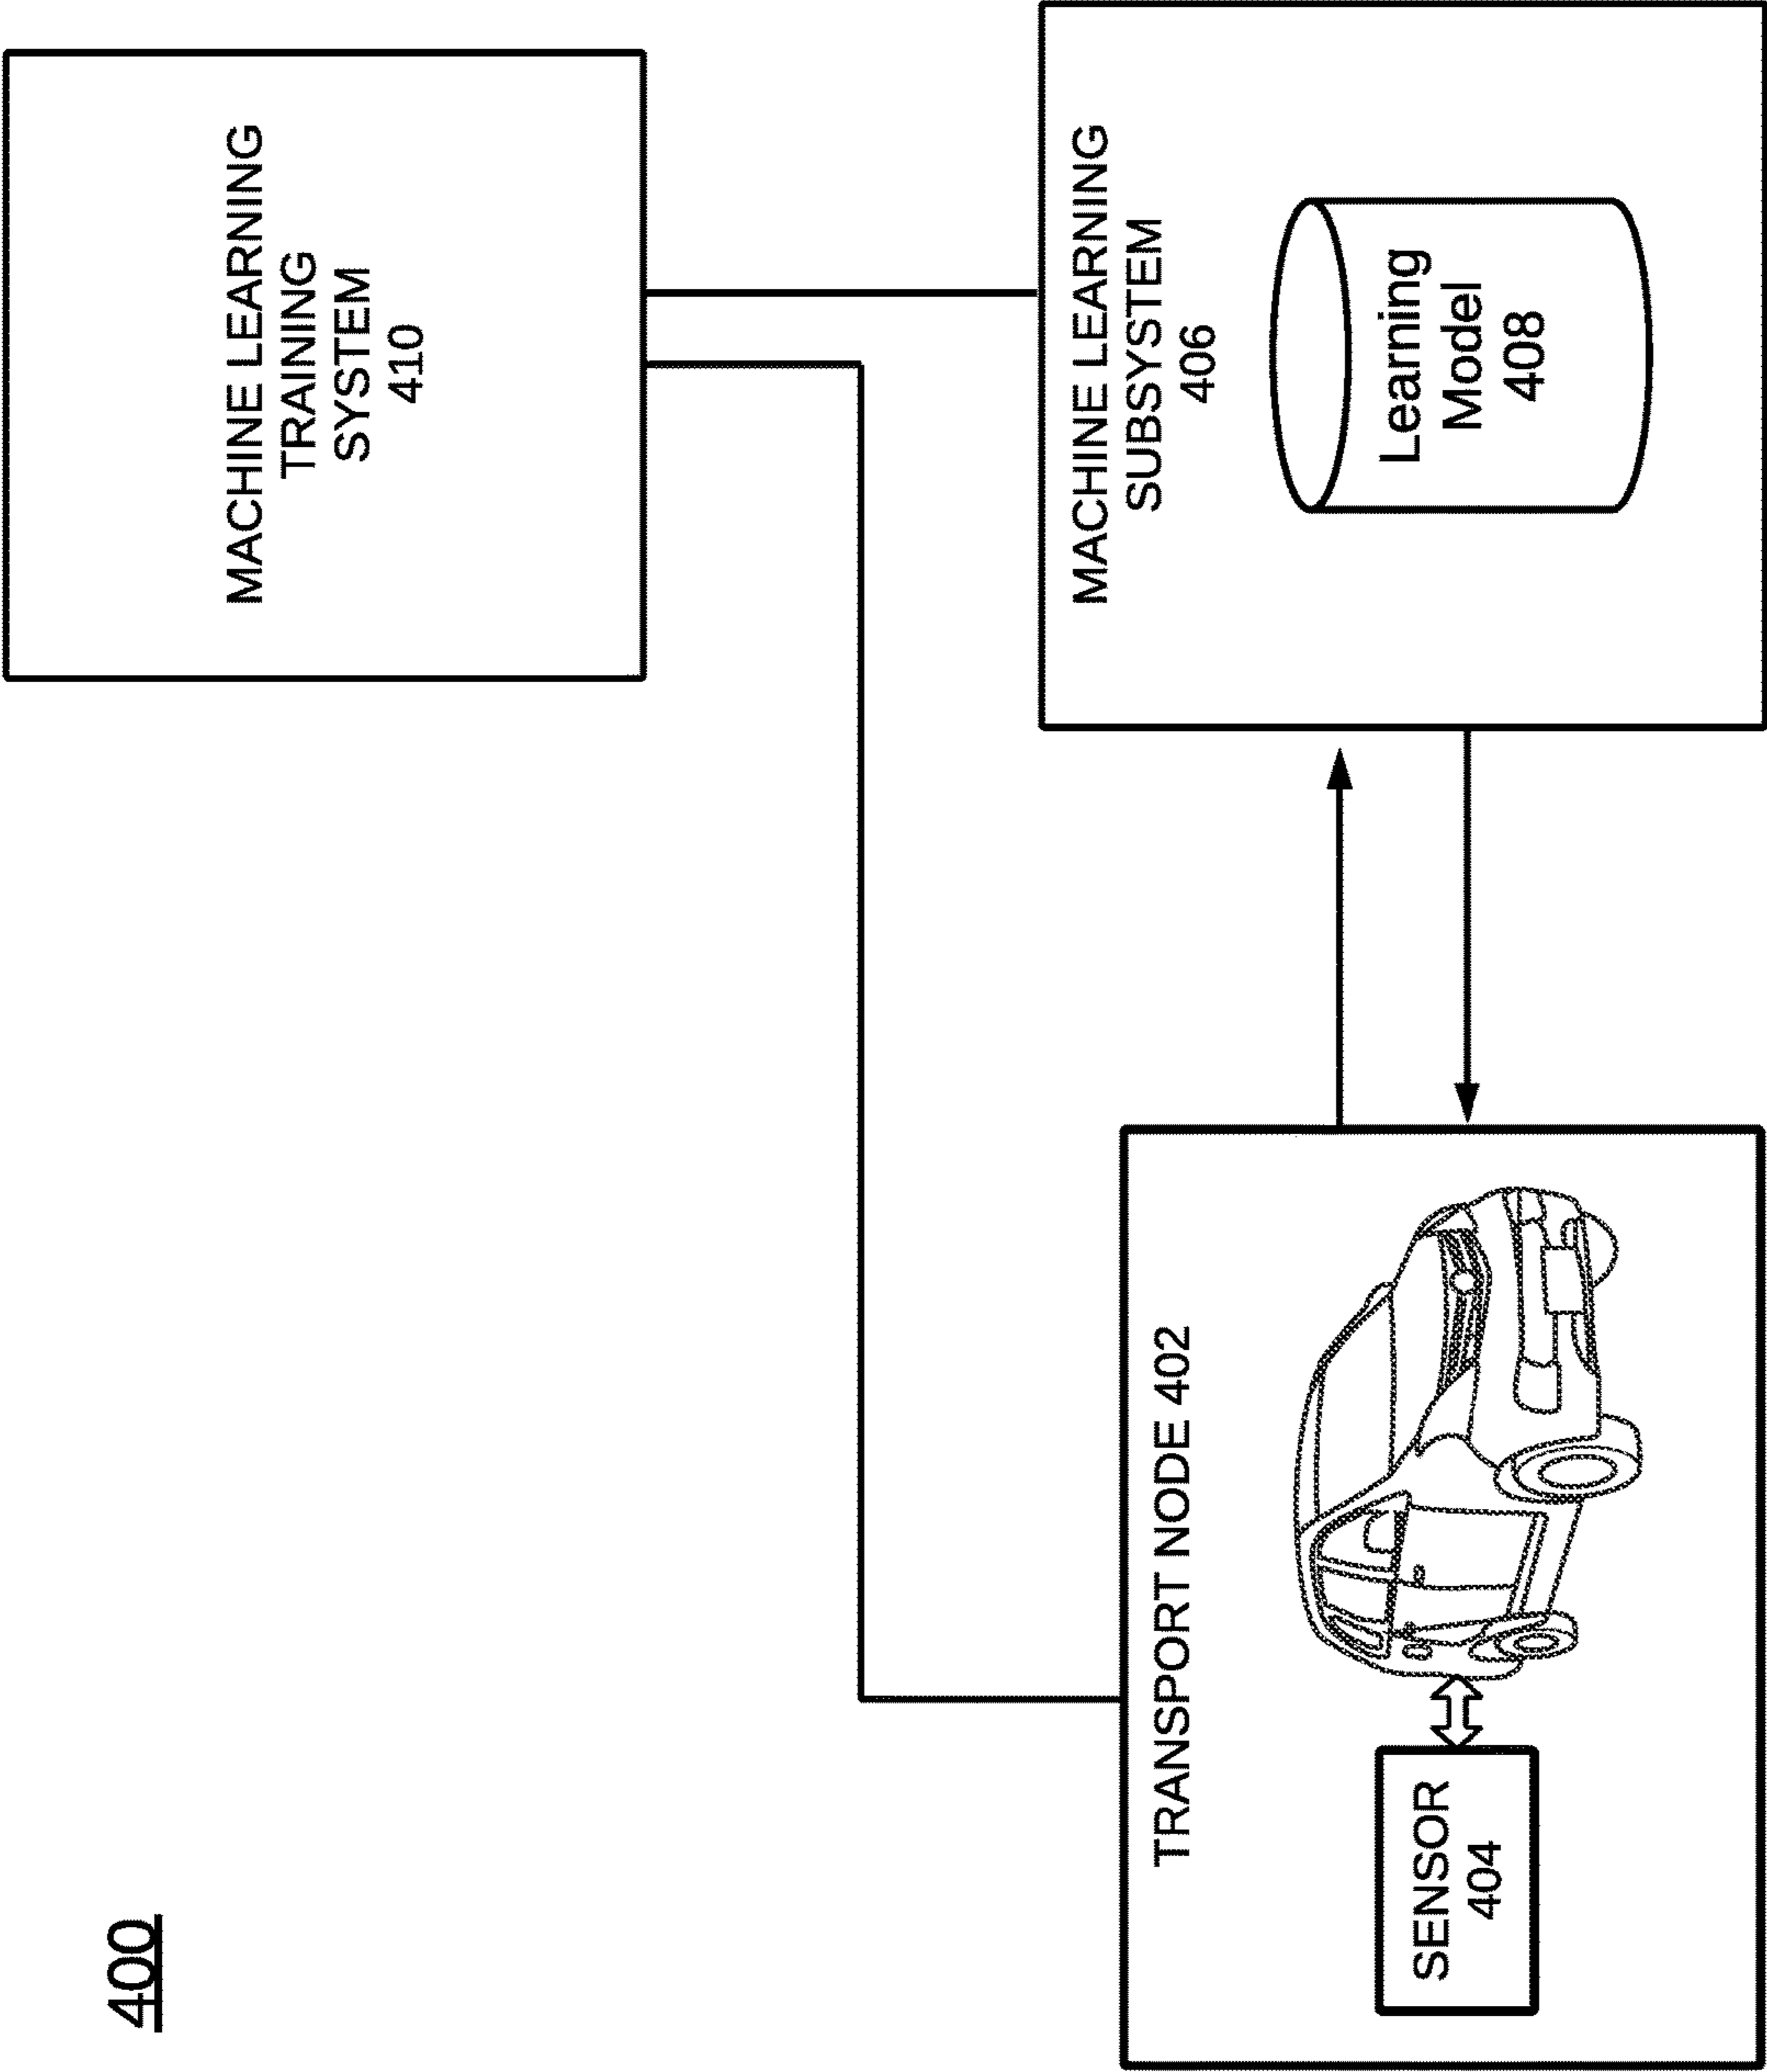 400
MACHINE LEARNING
TRAINING
SYSTEM
410
TRANSPORT NODE 402
SENSOR
404
MACHINE LEARNING
SUBSYSTEM
406
Learning
Model
408